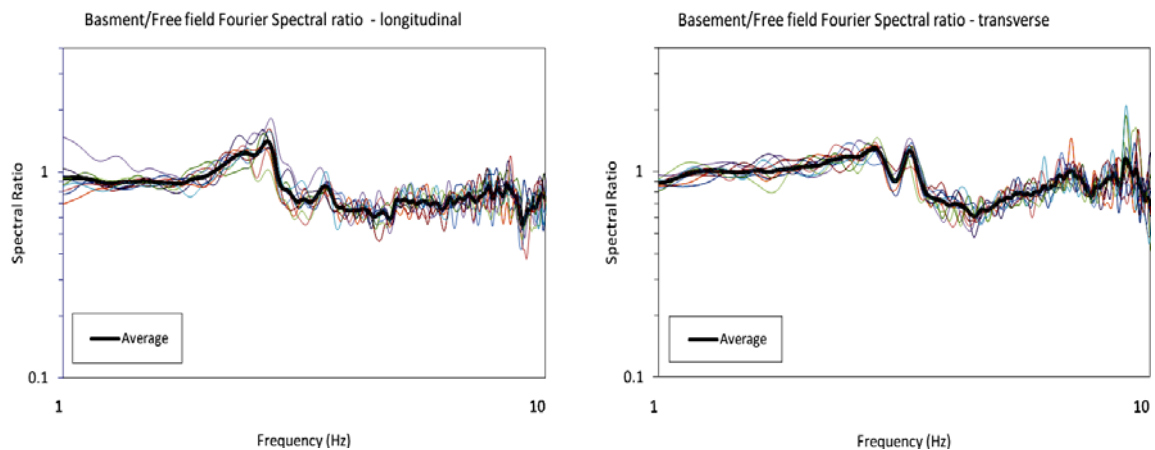 Basment/Free field Fourier Spectral ratio - longitudinal
1
Spectral Ratio
Average
0.1
1
10
Frequency (Hz)
Basement/Free field Fourier Spectral ratio - transverse
1
Spectral Ratio
Average
0.1
1
10
Frequency (Hz)